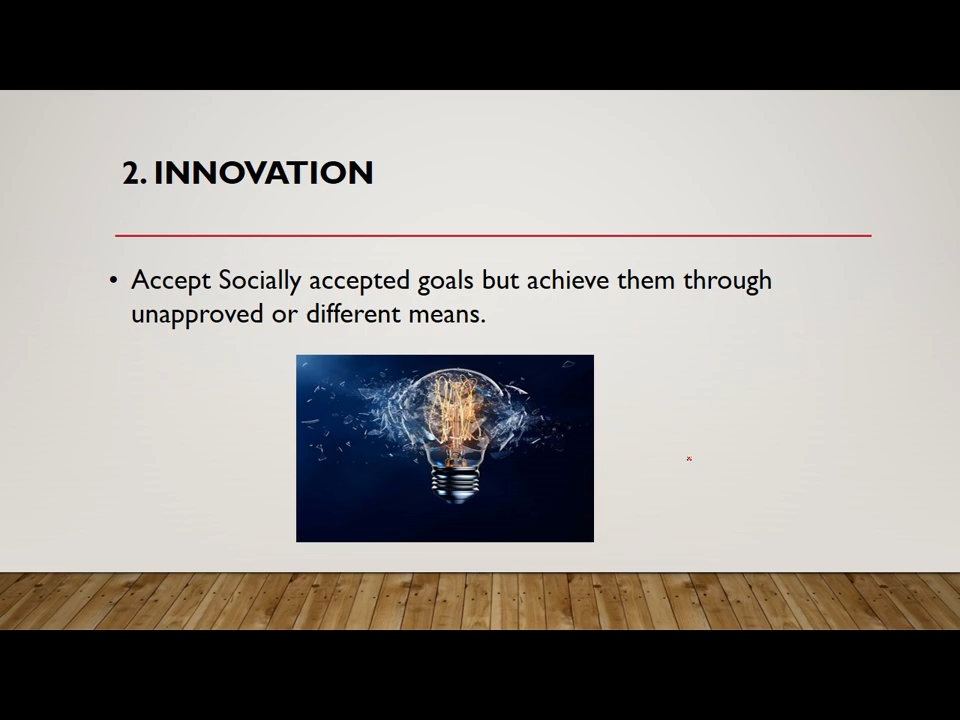 2. INNOVATION
• Accept Socially accepted goals but achieve them through
unapproved or different means.